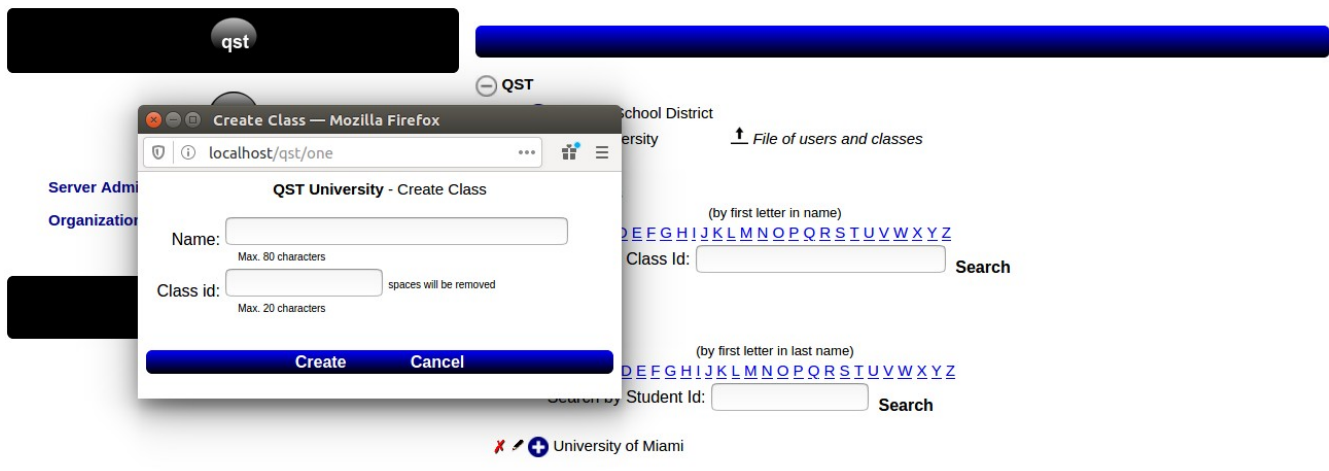 qst
QST
School District
ersity File of users and classes
Create Class — Mozilla Firefox
localhost/qst/one
QST University - Create Class
Name:
Max. 80 characters
Class id: spaces will be removed
Max. 20 characters
Create Cancel
Server Admi
Organization
(by first letter in name)
D E F G H I J K L M N O P Q R S T U V W X Y Z
Class Id: Search
(by first letter in last name)
D E F G H I J K L M N O P Q R S T U V W X Y Z
Search by Student Id: Search
University of Miami